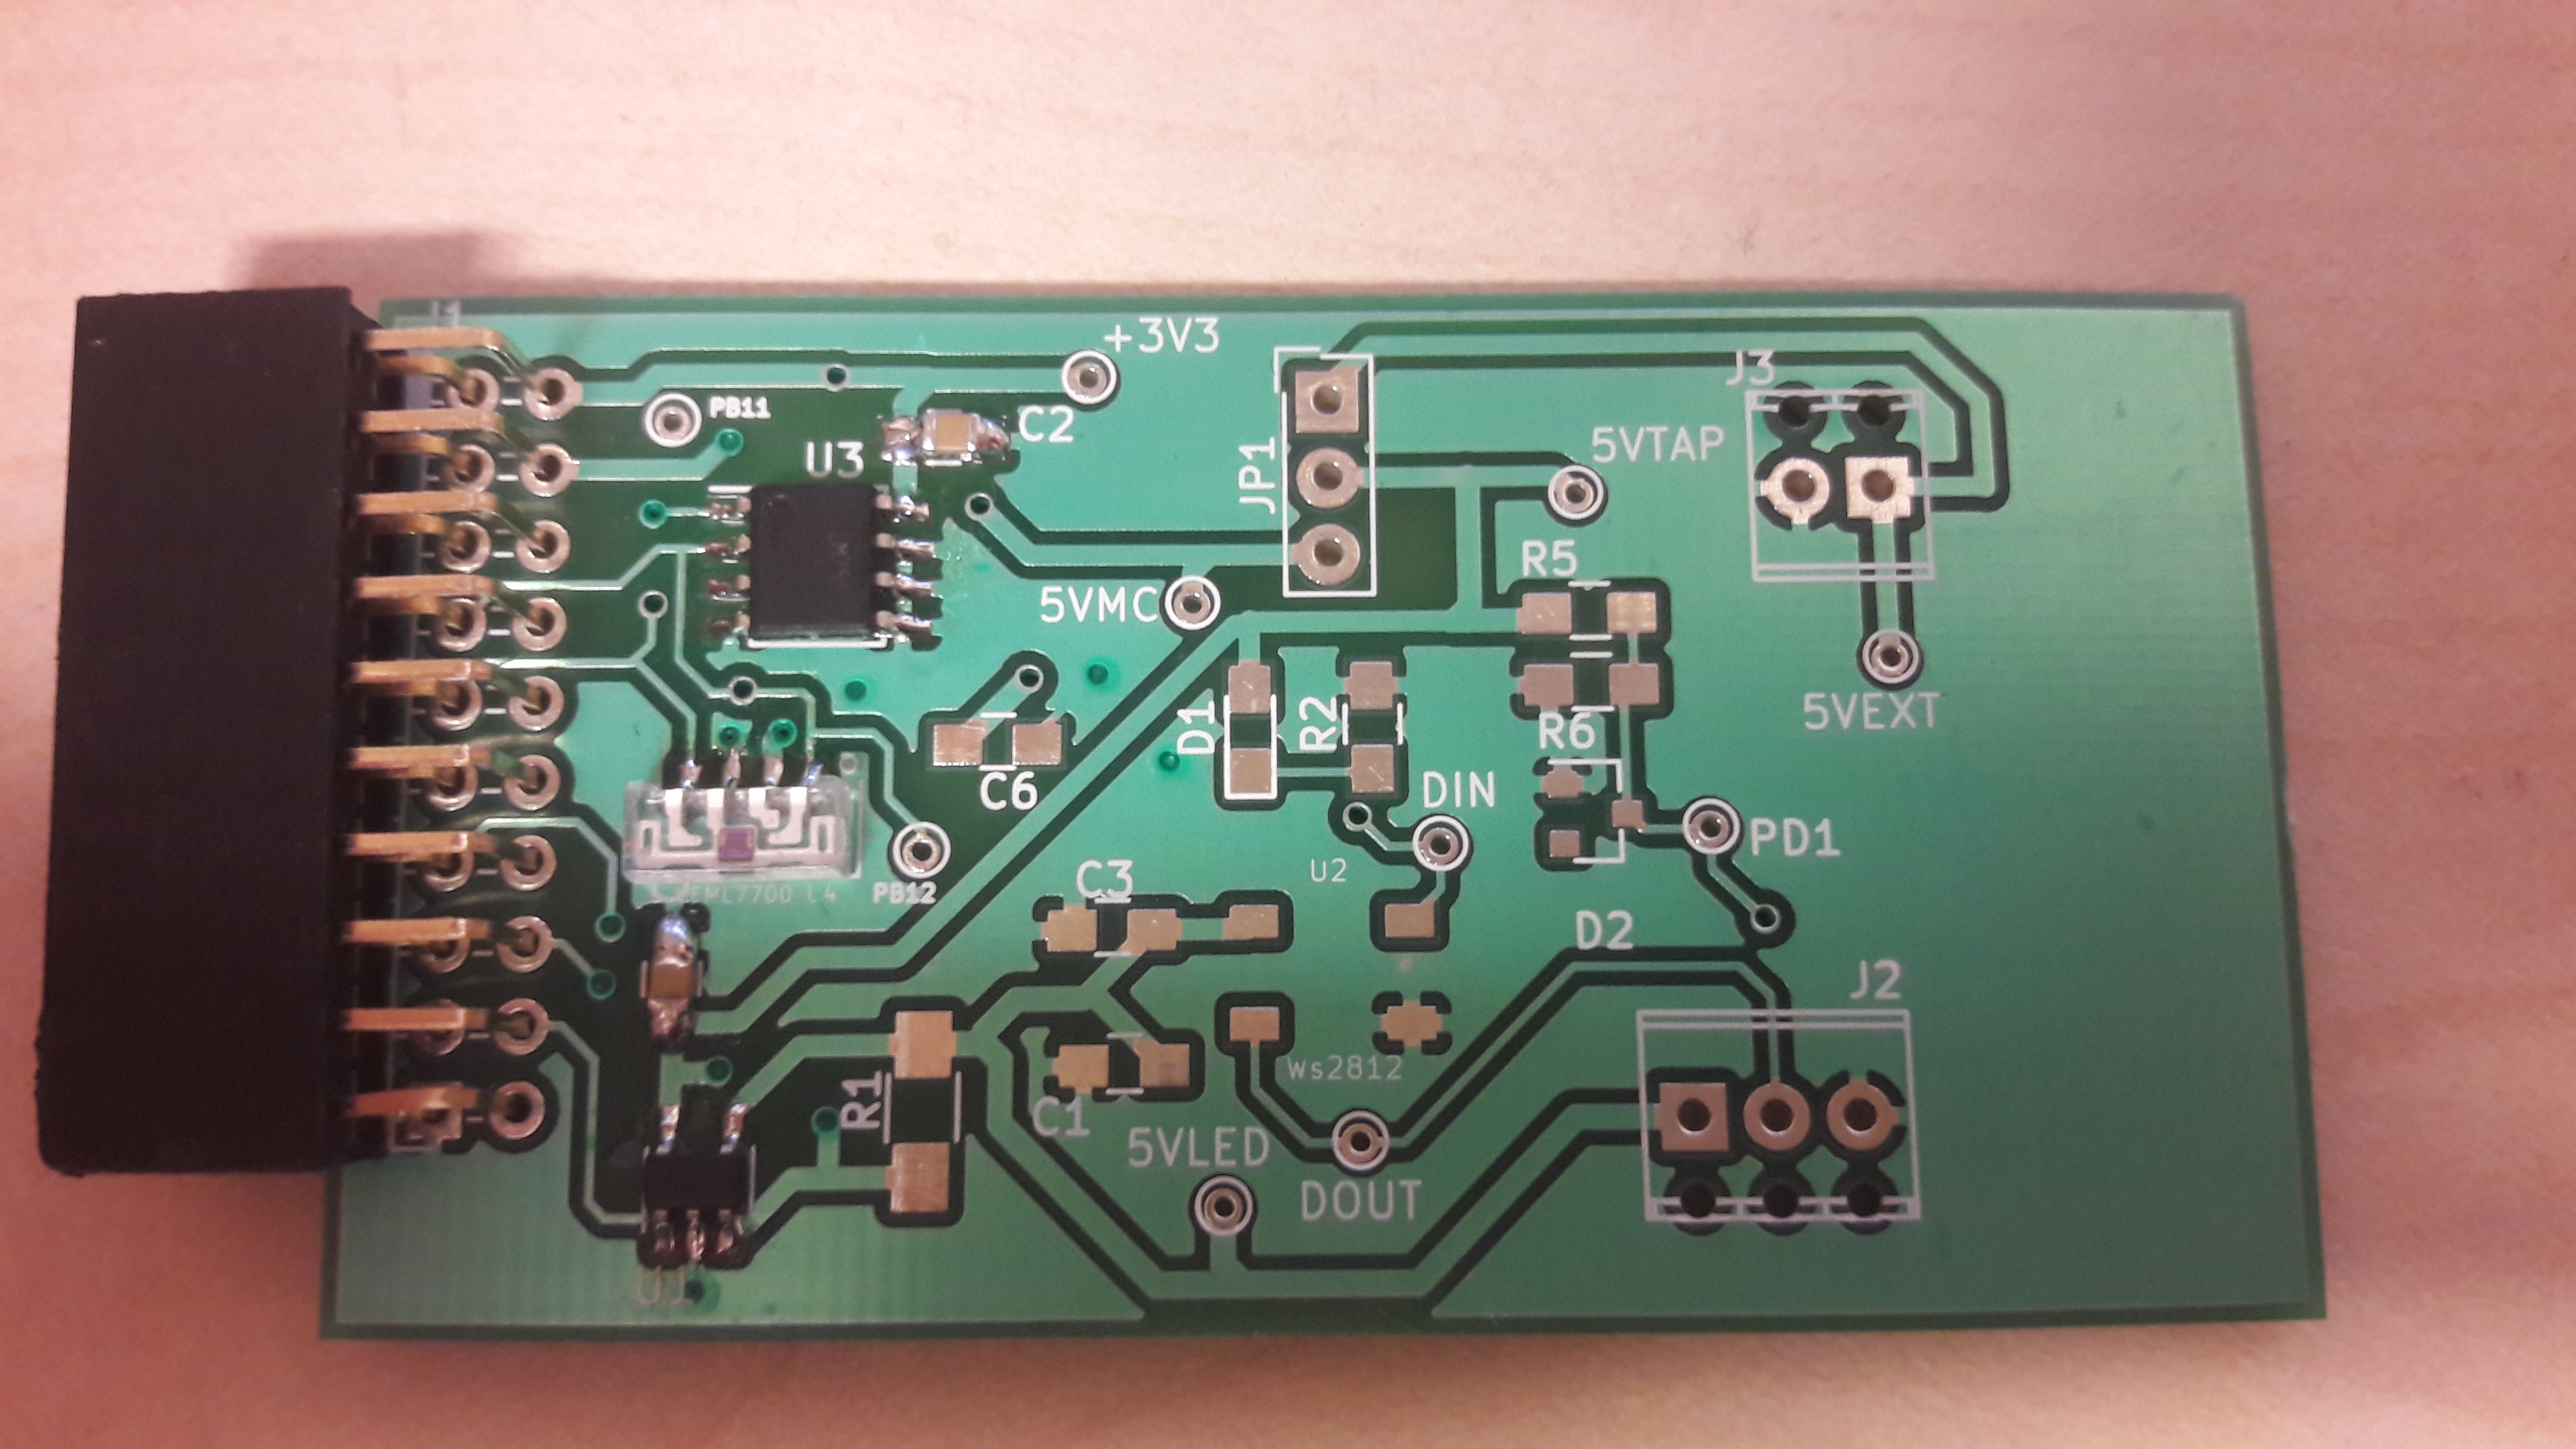 +3V3
J3
PB11
C2
U3
5VTAP
JP1
R5
5VMC
5VEXT
D1
R2
R6
C6
DIN
PD1
U2
C3
PB12
D2
J2
Ws2812
R1
C1
5VLED
DOUT